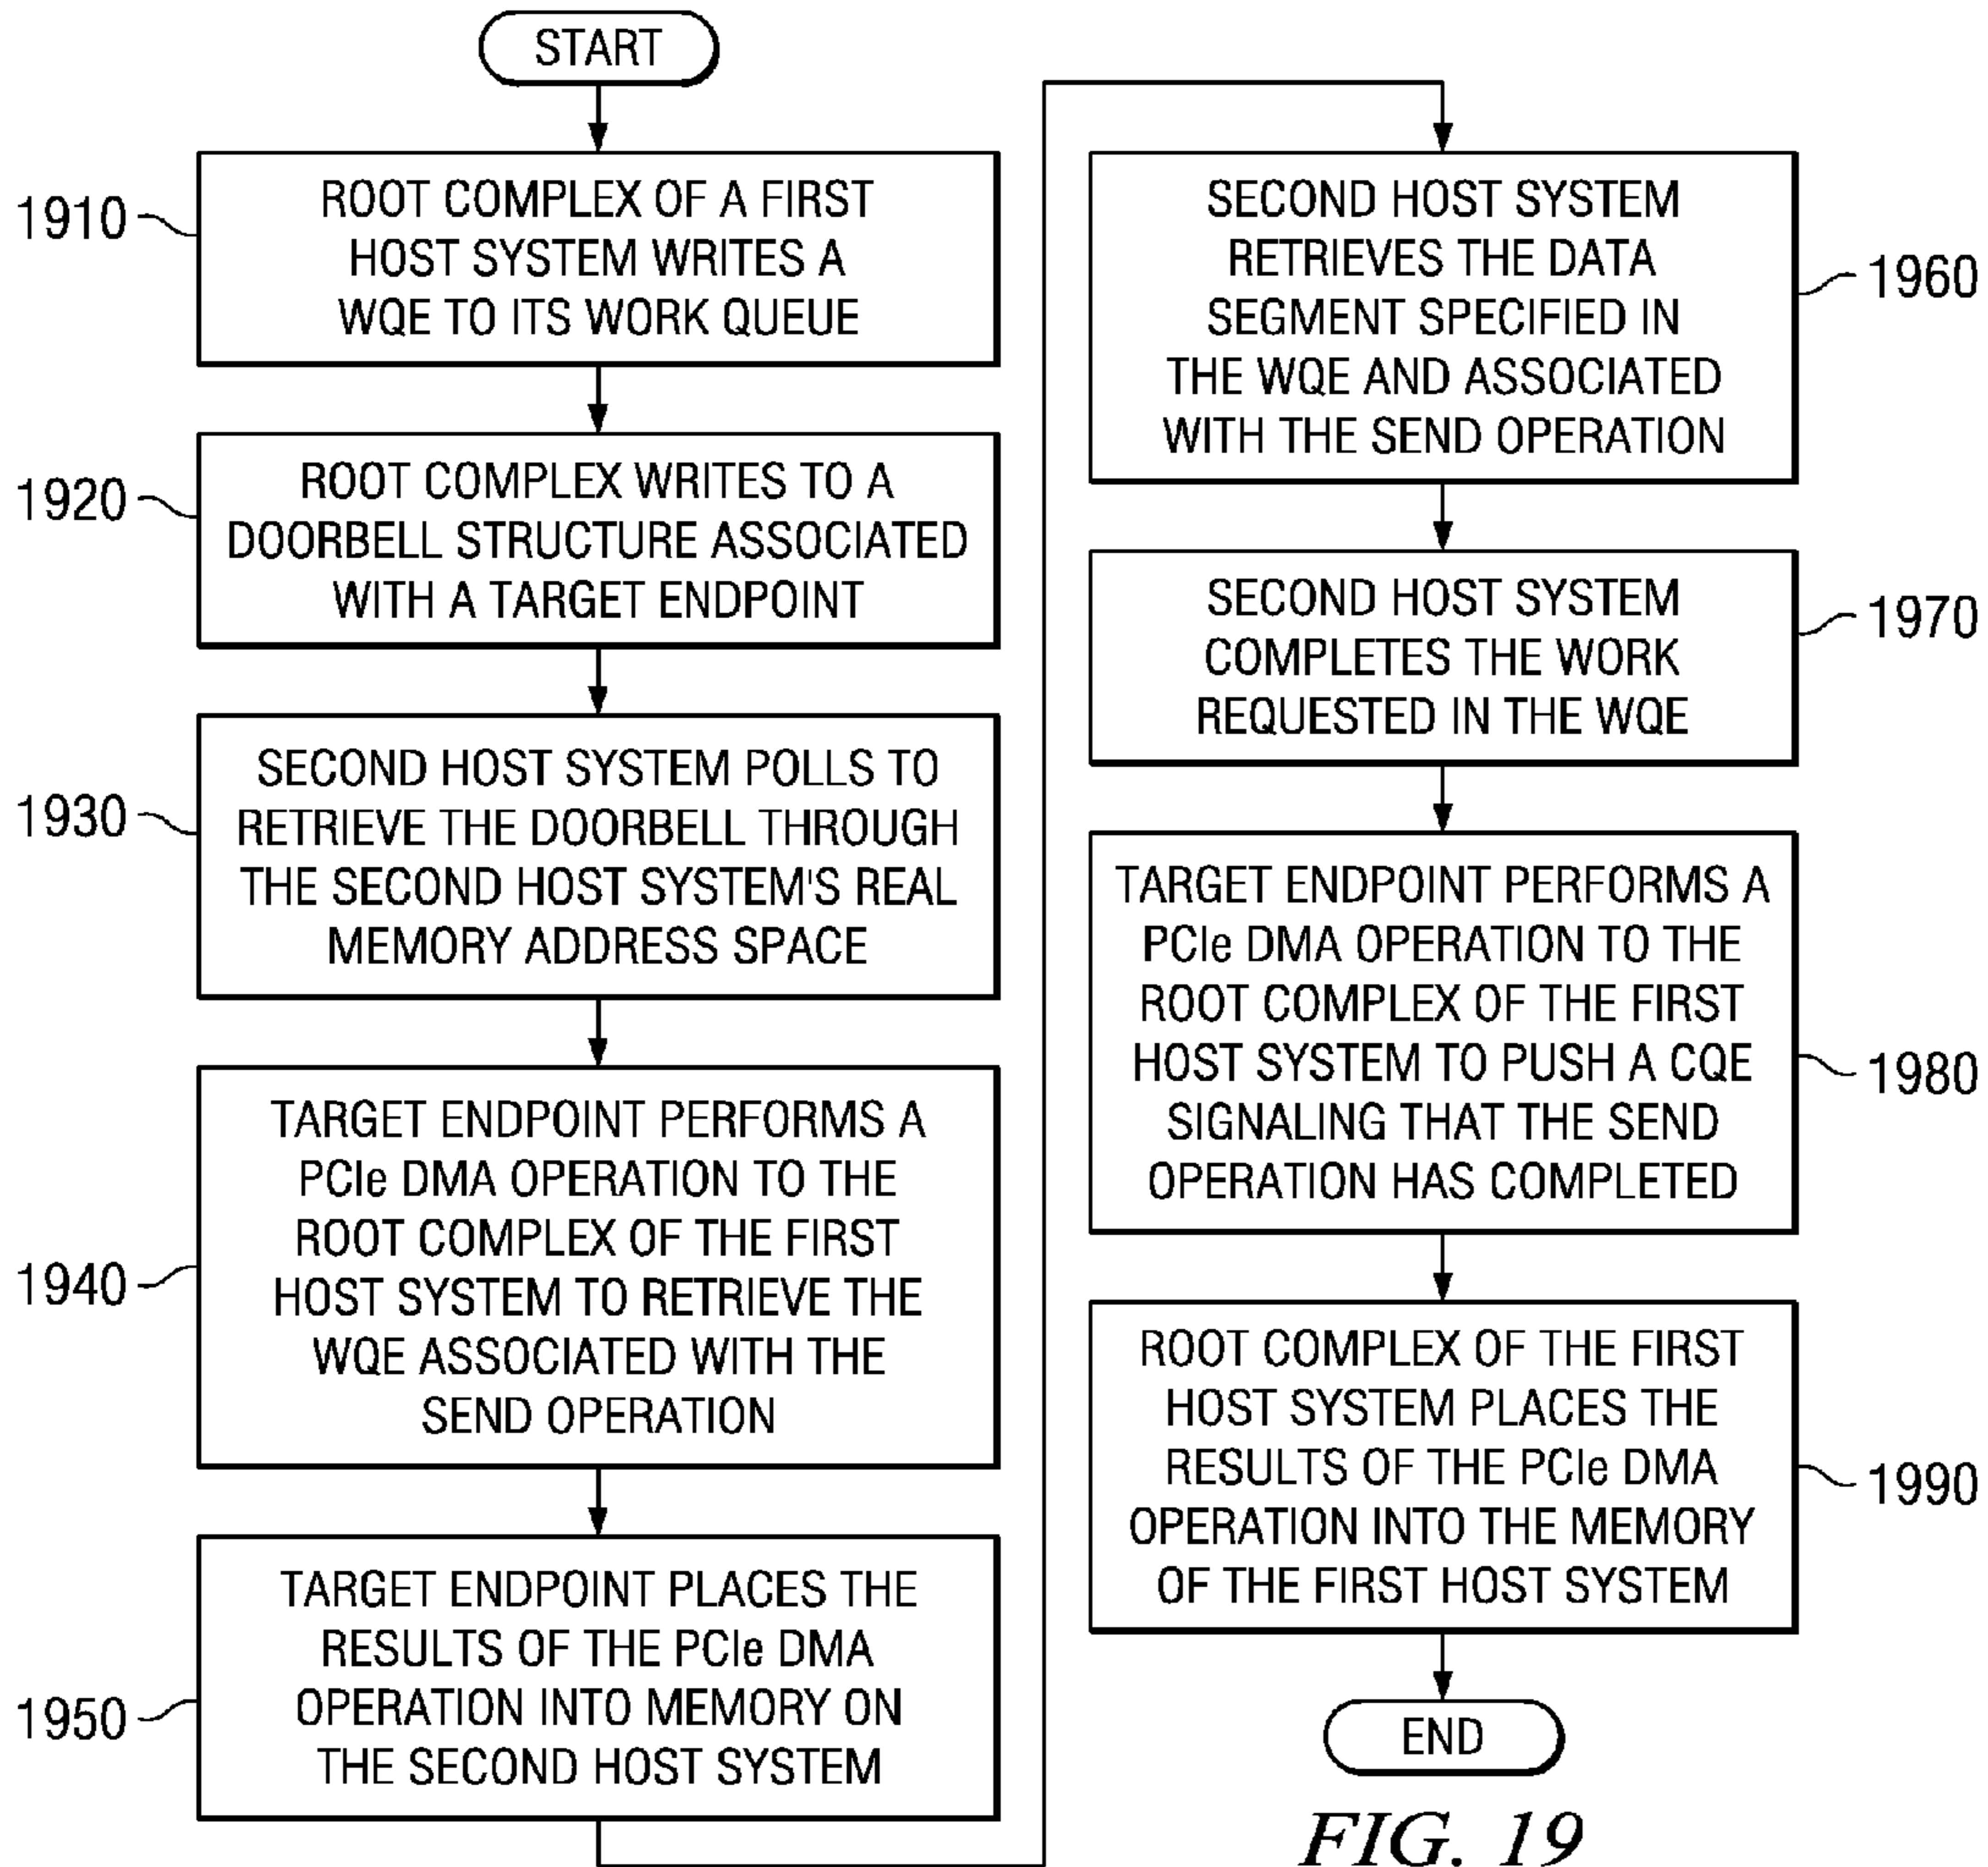 START
1910
ROOT COMPLEX OF A FIRST
HOST SYSTEM WRITES A
WQE TO ITS WORK QUEUE
1920
ROOT COMPLEX WRITES TO A
DOORBELL STRUCTURE ASSOCIATED
WITH A TARGET ENDPOINT
1930
SECOND HOST SYSTEM POLLS TO
RETRIEVE THE DOORBELL THROUGH
THE SECOND HOST SYSTEM'S REAL
MEMORY ADDRESS SPACE
1940
TARGET ENDPOINT PERFORMS A
PCIe DMA OPERATION TO THE
ROOT COMPLEX OF THE FIRST
HOST SYSTEM TO RETRIEVE THE
WQE ASSOCIATED WITH THE
SEND OPERATION
1950
TARGET ENDPOINT PLACES THE
RESULTS OF THE PCIe DMA
OPERATION INTO MEMORY ON
THE SECOND HOST SYSTEM
SECOND HOST SYSTEM
RETRIEVES THE DATA
SEGMENT SPECIFIED IN
THE WQE AND ASSOCIATED
WITH THE SEND OPERATION
1960
SECOND HOST SYSTEM
COMPLETES THE WORK
REQUESTED IN THE WQE
1970
TARGET ENDPOINT PERFORMS A
PCIe DMA OPERATION TO THE
ROOT COMPLEX OF THE FIRST
HOST SYSTEM TO PUSH A CQE
SIGNALING THAT THE SEND
OPERATION HAS COMPLETED
1980
ROOT COMPLEX OF THE FIRST
HOST SYSTEM PLACES THE
RESULTS OF THE PCIe DMA
OPERATION INTO THE MEMORY
OF THE FIRST HOST SYSTEM
1990
END
FIG. 19